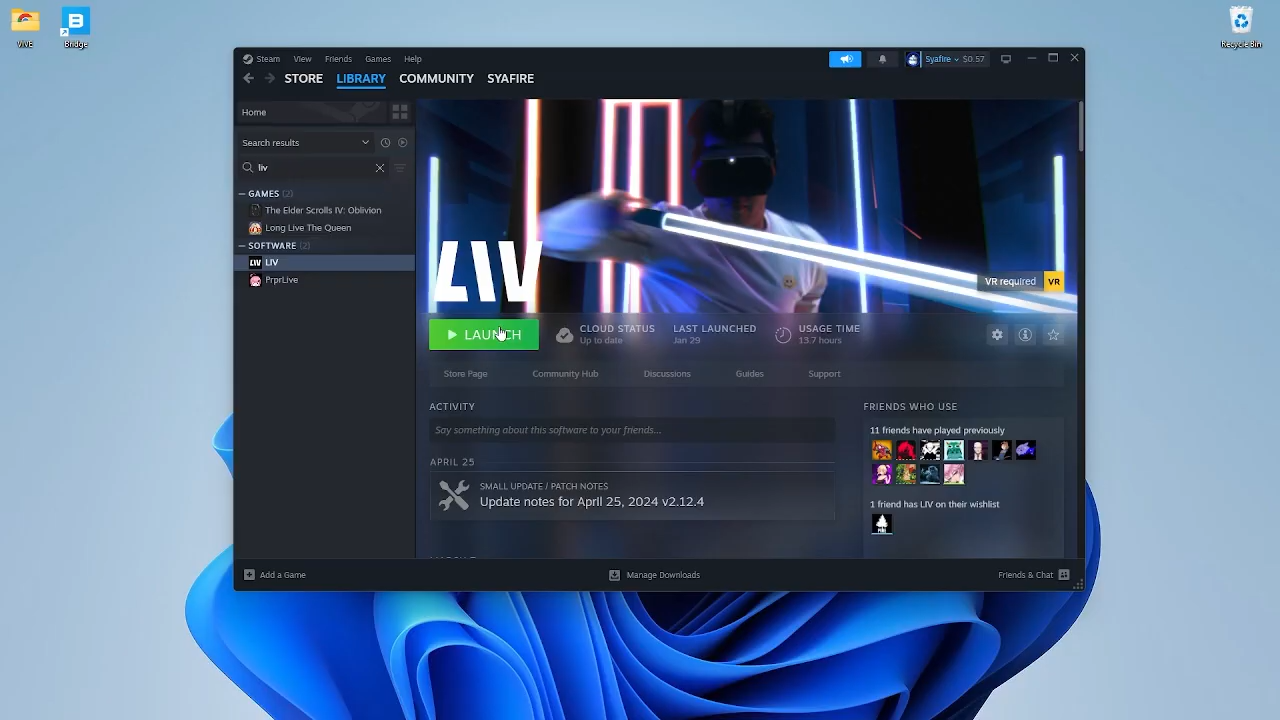 VIVE
Bridge
Recycle Bin
Steam View Friends Games Help
Syafire $0.57
STORE LIBRARY COMMUNITY SYAFIRE
Home
Search results
liv
GAMES (2)
The Elder Scrolls IV: Oblivion
Long Live The Queen
SOFTWARE (2)
LIV LIV
PrprLive
LIV
VR required VR
LAUNCH
CLOUD STATUS
Up to date
LAST LAUNCHED
Jan 29
USAGE TIME
13.7 hours
Store Page Community Hub Discussions Guides Support
ACTIVITY
Say something about this software to your friends...
APRIL 25
SMALL UPDATE / PATCH NOTES
Update notes for April 25, 2024 v2.12.4
FRIENDS WHO USE
11 friends have played previously
1 friend has LIV on their wishlist
Add a Game
Manage Downloads
Friends & Chat